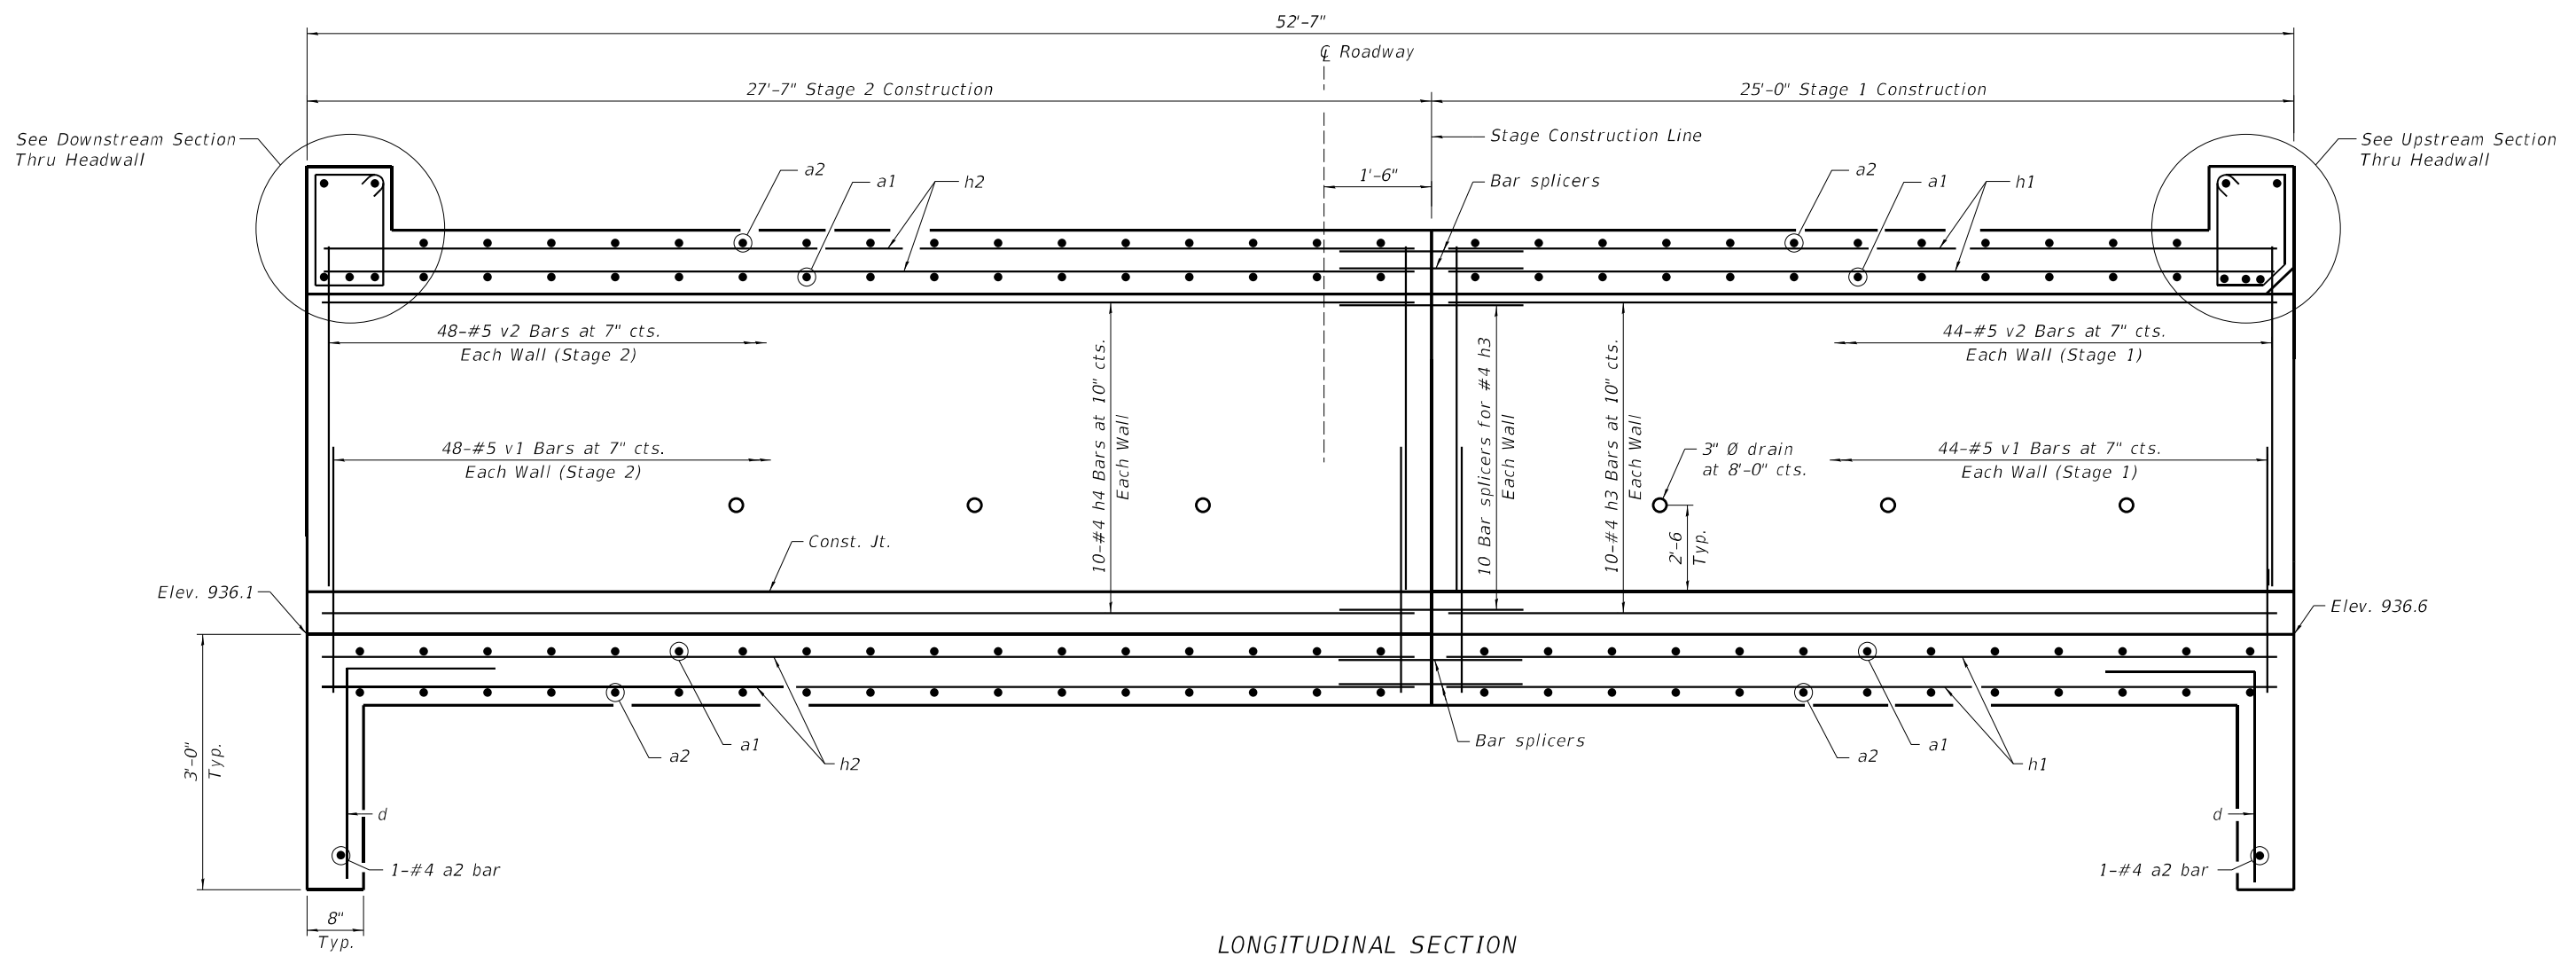 52'-7"
℄ Roadway
27'-7" Stage 2 Construction
25'-0" Stage 1 Construction
See Downstream Section
Thru Headwall
Stage Construction Line
See Upstream Section
Thru Headwall
a2
a1
h2
1'-6"
Bar splicers
a2
a1
h1
48-#5 v2 Bars at 7" cts.
Each Wall (Stage 2)
44-#5 v2 Bars at 7" cts.
Each Wall (Stage 1)
10-#4 h4 Bars at 10" cts.
Each Wall
10 Bar splicers for #4 h3
Each Wall
10-#4 h3 Bars at 10" cts.
Each Wall
48-#5 v1 Bars at 7" cts.
Each Wall (Stage 2)
3" Ø drain
at 8'-0" cts.
44-#5 v1 Bars at 7" cts.
Each Wall (Stage 1)
Const. Jt.
2'-6
Typ.
Elev. 936.1
Elev. 936.6
3'-0"
Typ.
a2
a1
h2
Bar splicers
a2
a1
h1
d
d
1-#4 a2 bar
1-#4 a2 bar
8"
Typ.
LONGITUDINAL SECTION